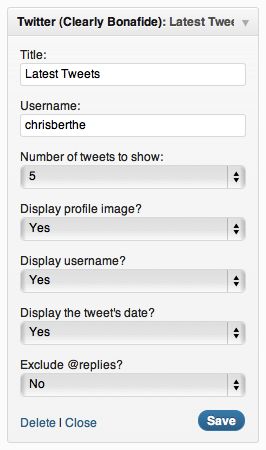 Twitter (Clearly Bonafide): Latest Twee
Title:
Latest Tweets
Username:
chrisberthe
Number of tweets to show:
5
Display profile image?
Yes
Display username?
Yes
Display the tweet's date?
Yes
Exclude @replies?
No
Delete | Close
Save